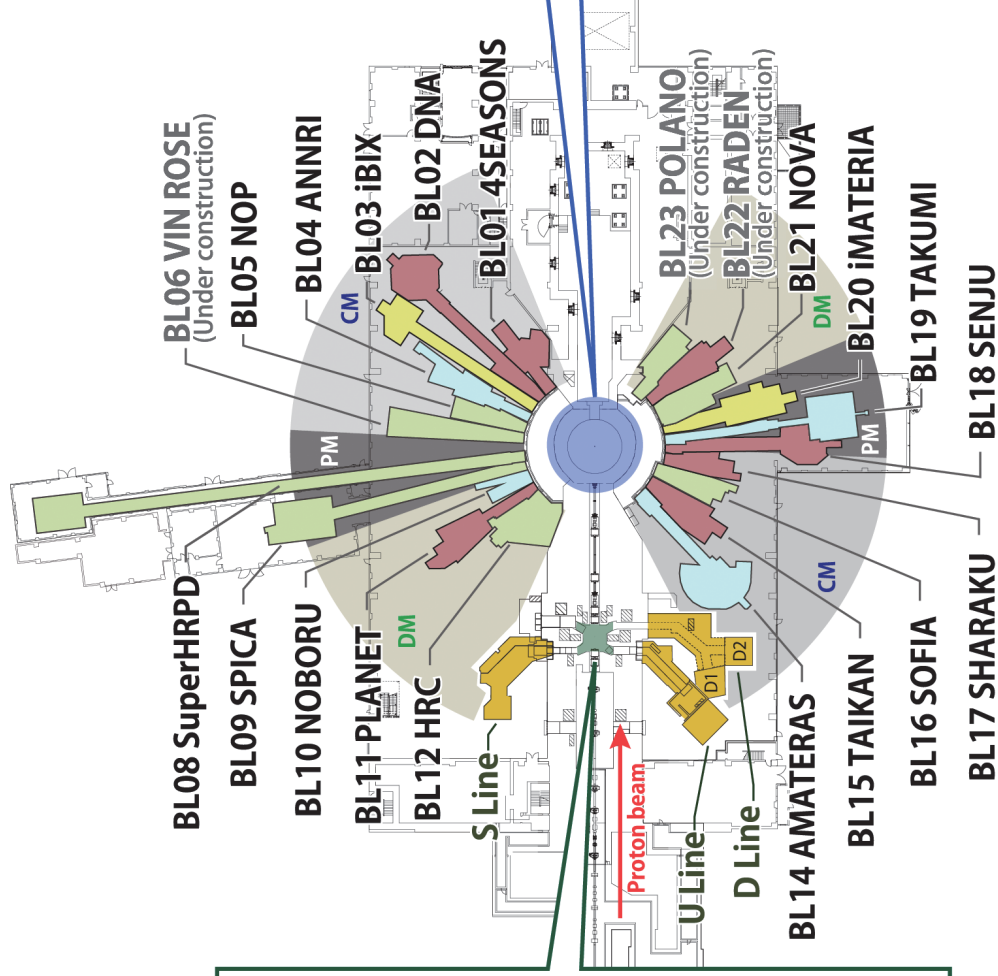 BL06 VIN ROSE
(Under construction)
BL05 NOP
BL04 ANNRI
BL03 iBIX
BL02 DNA
BL01 4SEASONS
CM
PM
DM
BL08 SuperHRPD
BL09 SPICA
BL10 NOBORU
BL11 PLANET
BL12 HRC
S Line
Proton beam
U Line
D Line
D1
D2
BL23 POLANO
(Under construction)
BL22 RADEN
(Under construction)
BL21 NOVA
DM
BL20 iMATERIA
BL19 TAKUMI
PM
BL18 SENJU
CM
BL17 SHARAKU
BL16 SOFIA
BL15 TAIKAN
BL14 AMATERAS